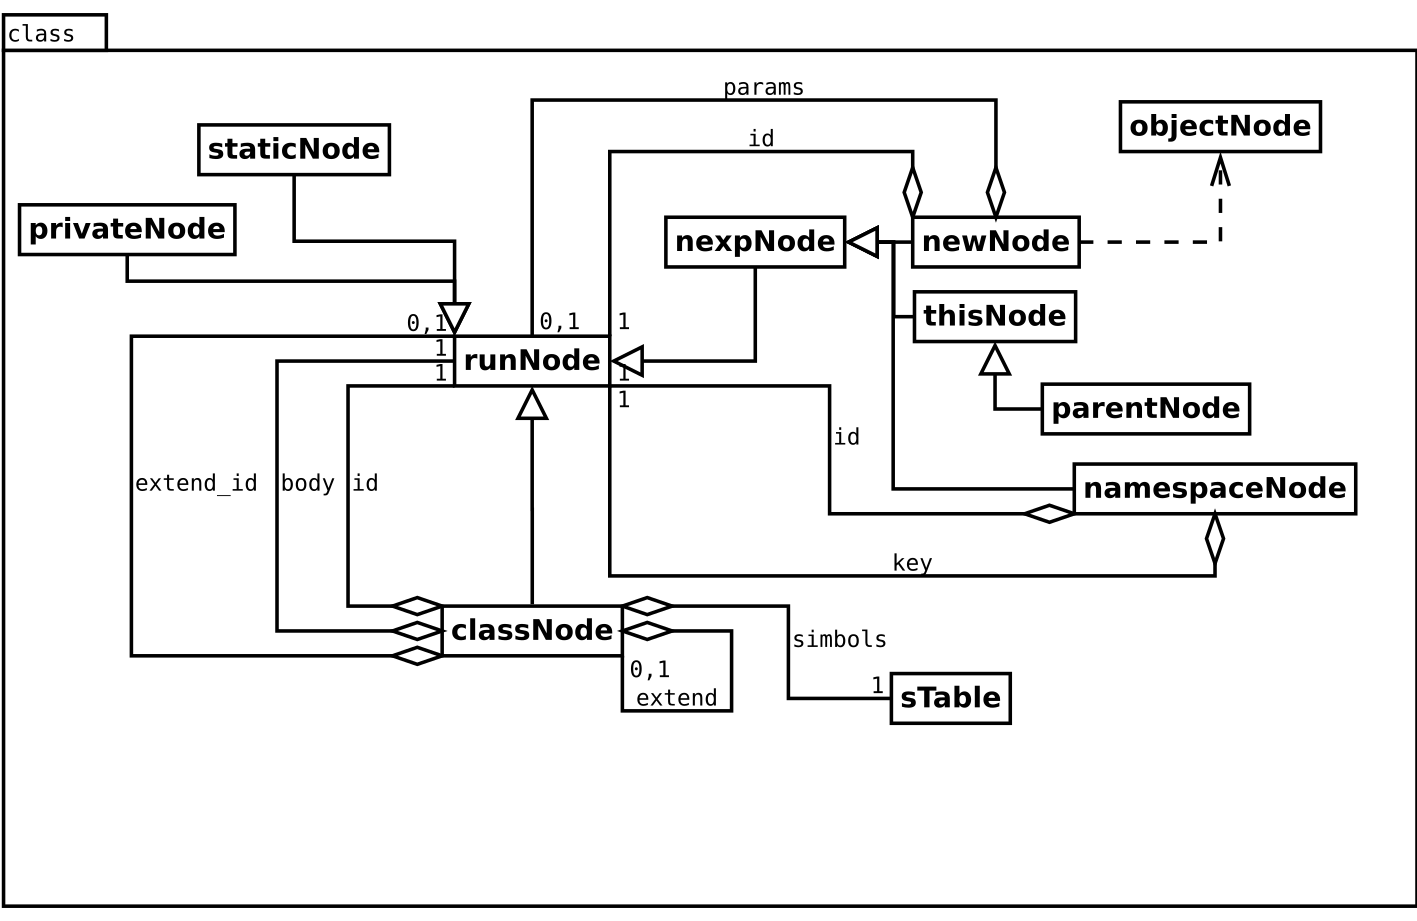 class
params
objectNode
id
staticNode
privateNode
nexpNode
newNode
0,1
0,1
1
thisNode
1
runNode
1
1
1
parentNode
id
extend_id
body
id
namespaceNode
key
classNode
simbols
0,1
extend
1
sTable